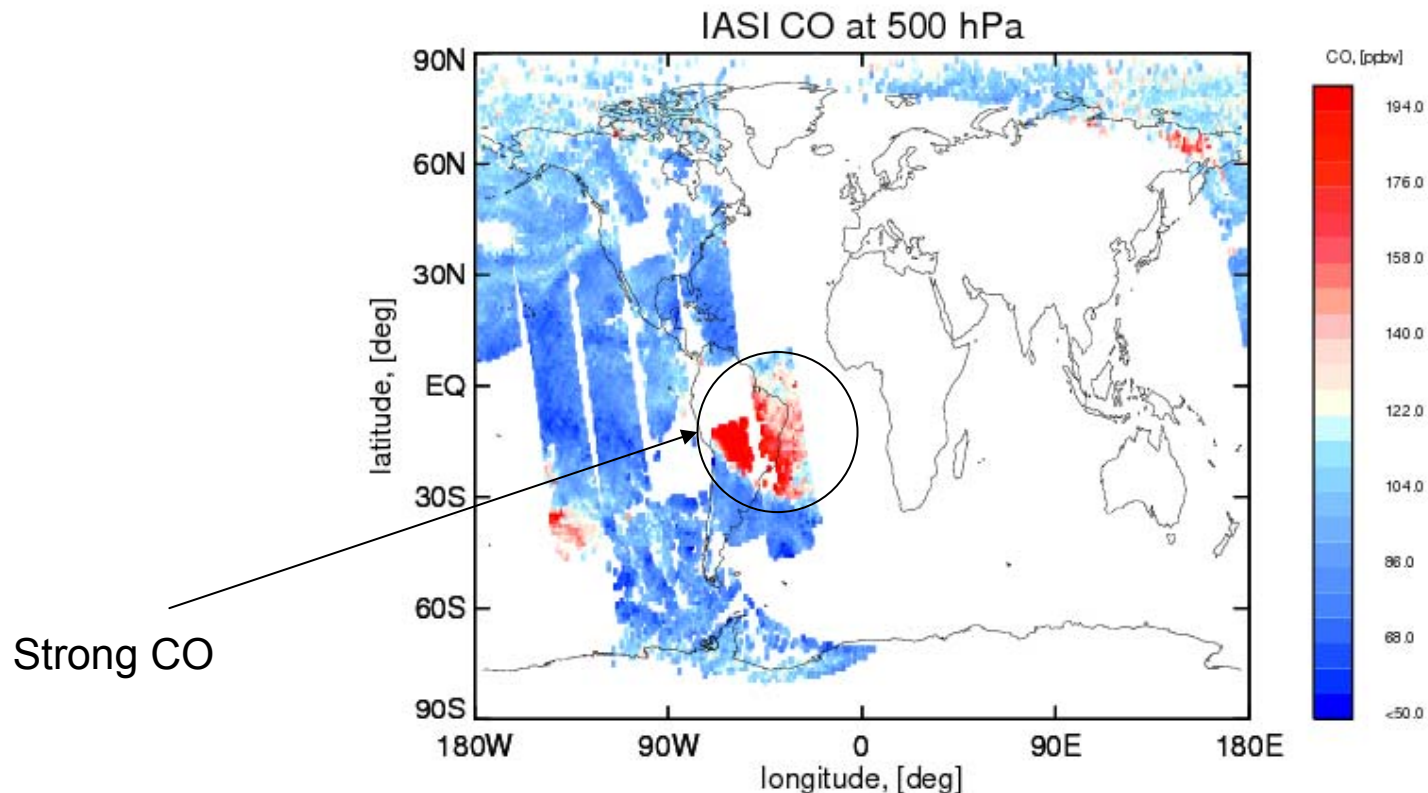 IASI CO at 500 hPa
CO, [ppbv]
90N
60N
30N
EQ
30S
60S
90S
latitude, [deg]
180W
90W
0
90E
180E
longitude, [deg]
194.0
176.0
158.0
140.0
122.0
104.0
86.0
68.0
<50.0
Strong CO